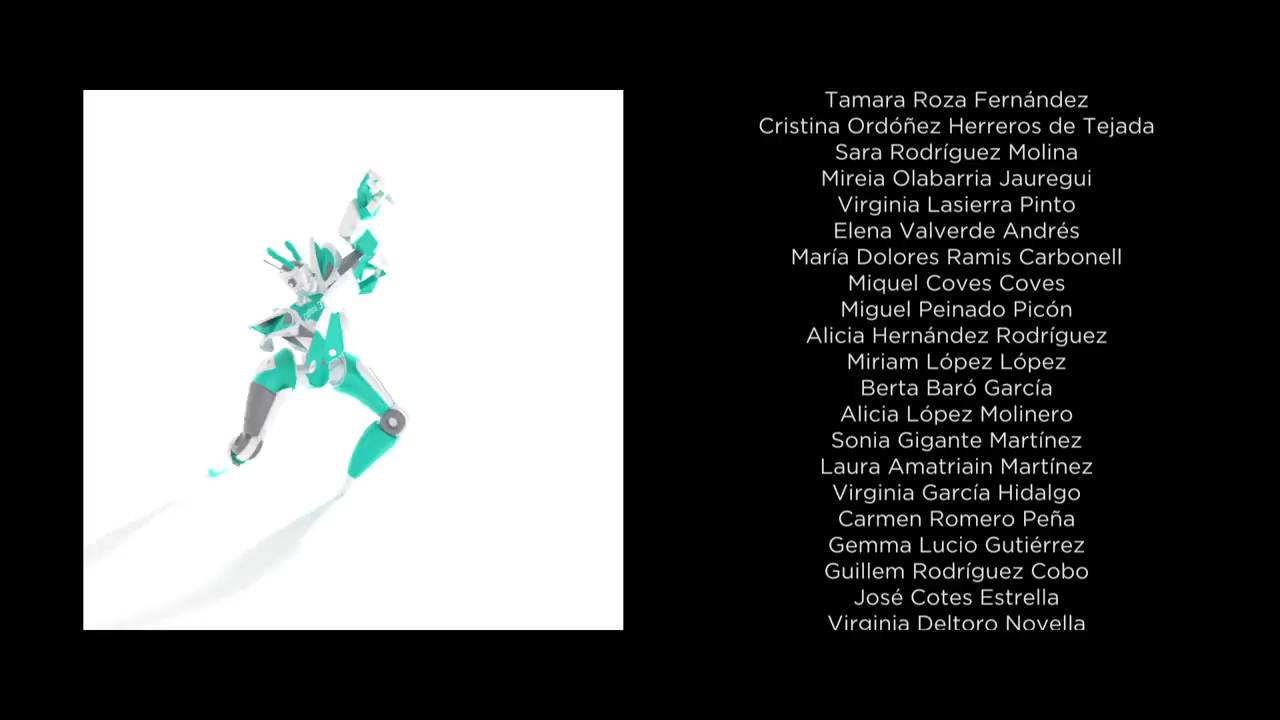 Tamara Roza Fernández
Cristina Ordóñez Herreros de Tejada
Sara Rodríguez Molina
Mireia Olabarria Jauregui
Virginia Lasierra Pinto
Elena Valverde Andrés
María Dolores Ramis Carbonell
Miquel Coves Coves
Miguel Peinado Picón
Alicia Hernández Rodríguez
Miriam López López
Berta Baró García
Alicia López Molinero
Sonia Gigante Martínez
Laura Amatriain Martínez
Virginia García Hidalgo
Carmen Romero Peña
Gemma Lucio Gutiérrez
Guillem Rodríguez Cobo
José Cotes Estrella
Virginia Deltoro Novella